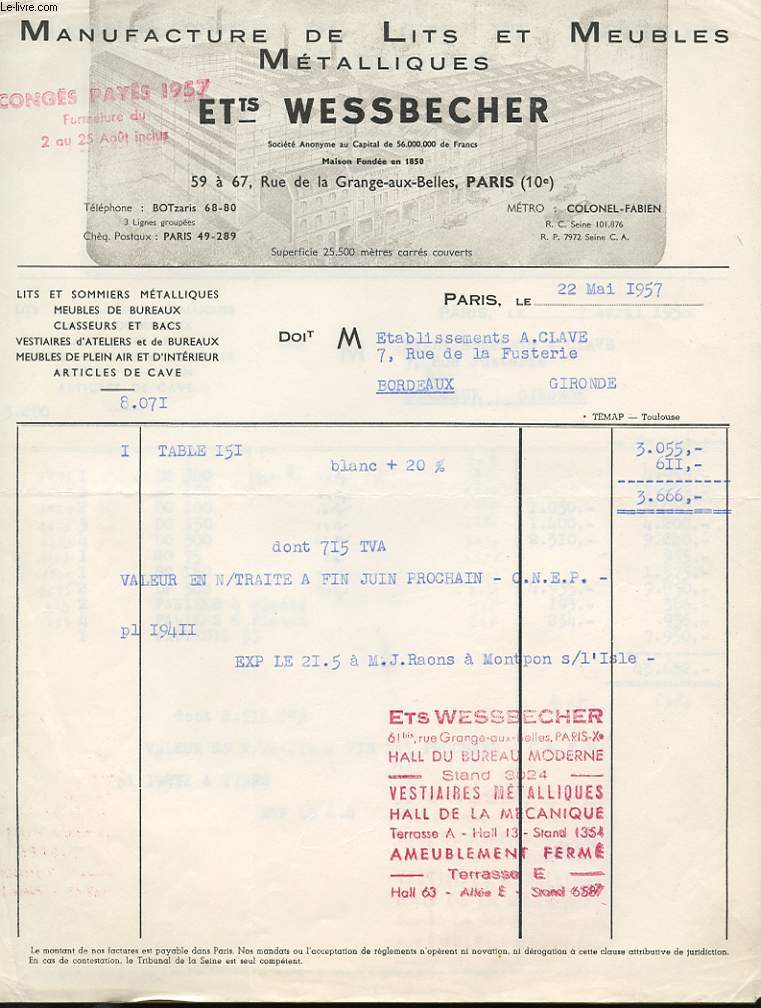 Le-livre.com
MANUFACTURE DE LITS ET MEUBLES
MÉTALLIQUES
CONGÉS PAYÉS 1957
Fermeture du
2 au 25 Août inclus
ETTS WESSBECHER
Société Anonyme au Capital de 56.000.000 de Francs
Maison Fondée en 1850
59 à 67, Rue de la Grange-aux-Belles, PARIS (10e)
Téléphone : BOTzaris 68-80
3 Lignes groupées
Chèq. Postaux : PARIS 49-289
MÉTRO : COLONEL-FABIEN
R. C. Seine 101.876
R. P. 7972 Seine C. A.
Superficie 25.500 mètres carrés couverts
LITS ET SOMMIERS MÉTALLIQUES
MEUBLES DE BUREAUX
CLASSEURS ET BACS
VESTIAIRES d'ATELIERS et de BUREAUX
MEUBLES DE PLEIN AIR ET D'INTÉRIEUR
ARTICLES DE CAVE
8.071
PARIS, LE 22 Mai 1957
DOIT M Etablissements A.CLAVE
7, Rue de la Fusterie
BORDEAUX GIRONDE
• TEMAP — Toulouse
I TABLE I5I 3.055,-
blanc + 20 % 611,-
3.666,-
dont 715 TVA
VALEUR EN N/TRAITE A FIN JUIN PROCHAIN - C.N.E.P. -
pl I94II
EXP LE 2I.5 à M.J.Raons à Montpon s/l'Isle -
ETS WESSBECHER
61 bis, rue Grange-aux-Belles, PARIS-Xe
HALL DU BUREAU MODERNE
Stand 3024
VESTIAIRES MÉTALLIQUES
HALL DE LA MÉCANIQUE
Terrasse A - Hall 13 - Stand 1354
AMEUBLEMENT FERMÉ
Terrasse E
Hall 63 - Allée E - Stand 6587
Le montant de nos factures est payable dans Paris. Nos mandats ou l'acceptation de règlements n'opèrent ni novation, ni dérogation à cette clause attributive de juridiction.
En cas de contestation, le Tribunal de la Seine est seul compétent.